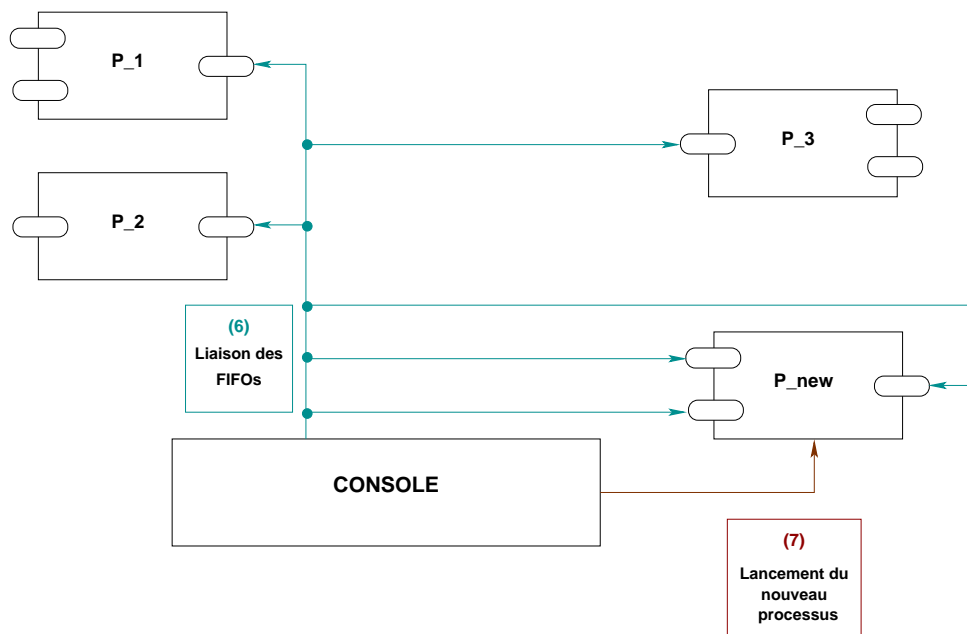 P_1
P_3
P_2
(6)
Liaison des
FIFOs
P_new
CONSOLE
(7)
Lancement du
nouveau
processus